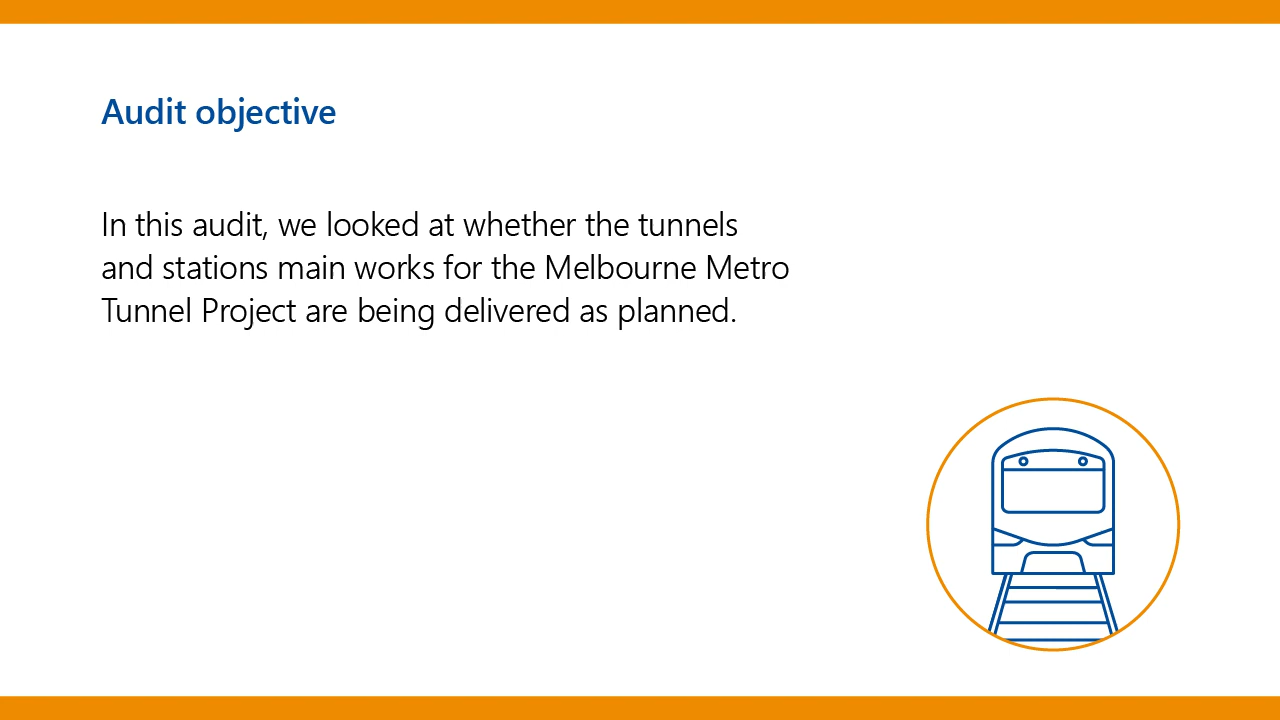 Audit objective
In this audit, we looked at whether the tunnels
and stations main works for the Melbourne Metro
Tunnel Project are being delivered as planned.